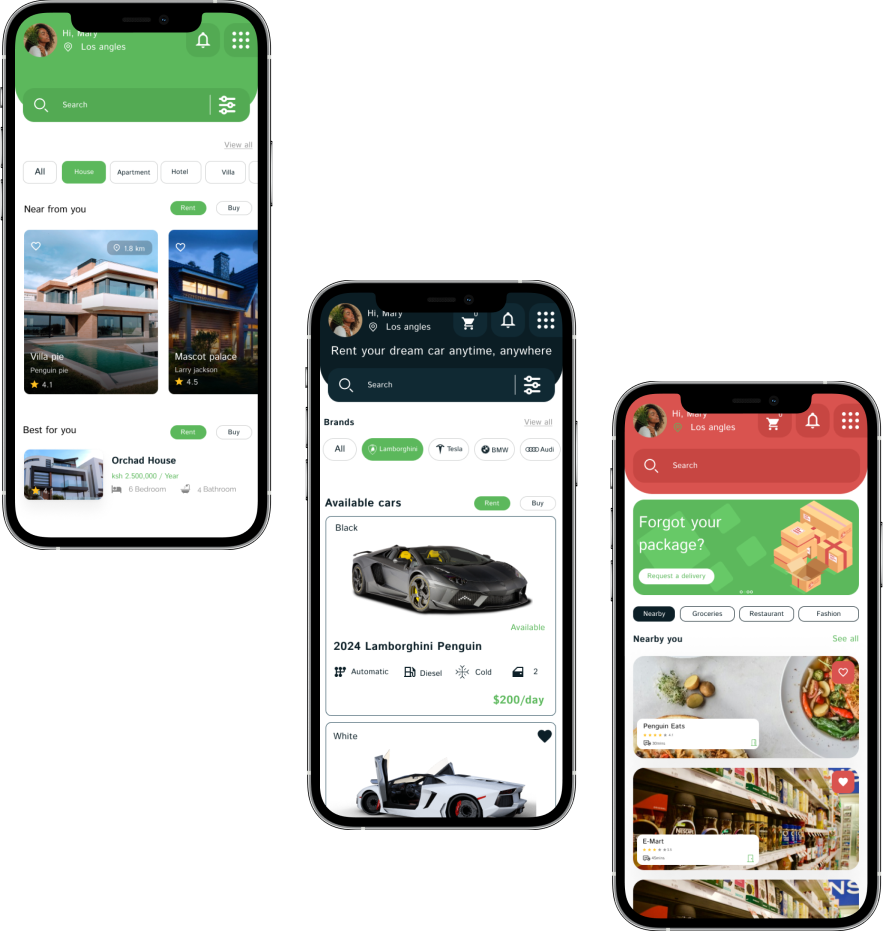 Hi, Mary
Los angles
Search
View all
All
House
Apartment
Hotel
Villa
Near from you
Rent
Buy
1.8 km
Villa pie
Penguin pie
4.1
Mascot palace
Larry jackson
4.5
Best for you
Rent
Buy
Orchad House
ksh 2.500,000 / Year
6 Bedroom
4 Bathroom
Hi, Mary
Los angles
0
Rent your dream car anytime, anywhere
Search
Brands
View all
All
Lamborghini
Tesla
BMW
Audi
Available cars
Rent
Buy
Black
Available
2024 Lamborghini Penguin
Automatic
Diesel
Cold
2
$200/day
White
Hi, Mary
Los angles
0
Search
Forgot your
package?
Request a delivery
Nearby
Groceries
Restaurant
Fashion
Nearby you
See all
Penguin Eats
E-Mart